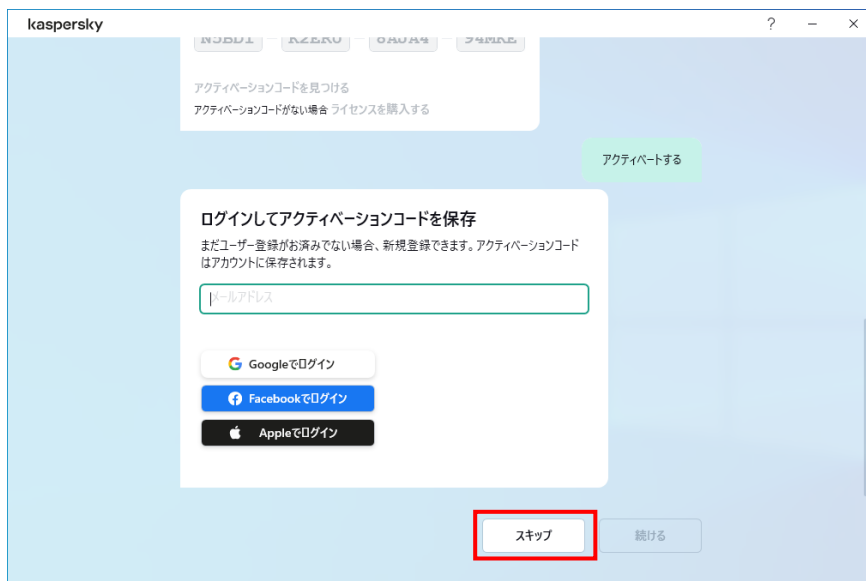 kaspersky
アクティベーションコードを見つける
アクティベーションコードがない場合 ライセンスを購入する
アクティベートする
ログインしてアクティベーションコードを保存
まだユーザー登録がお済みでない場合、新規登録できます。アクティベーションコード
はアカウントに保存されます。
メールアドレス
Googleでログイン
Facebookでログイン
Appleでログイン
スキップ
続ける